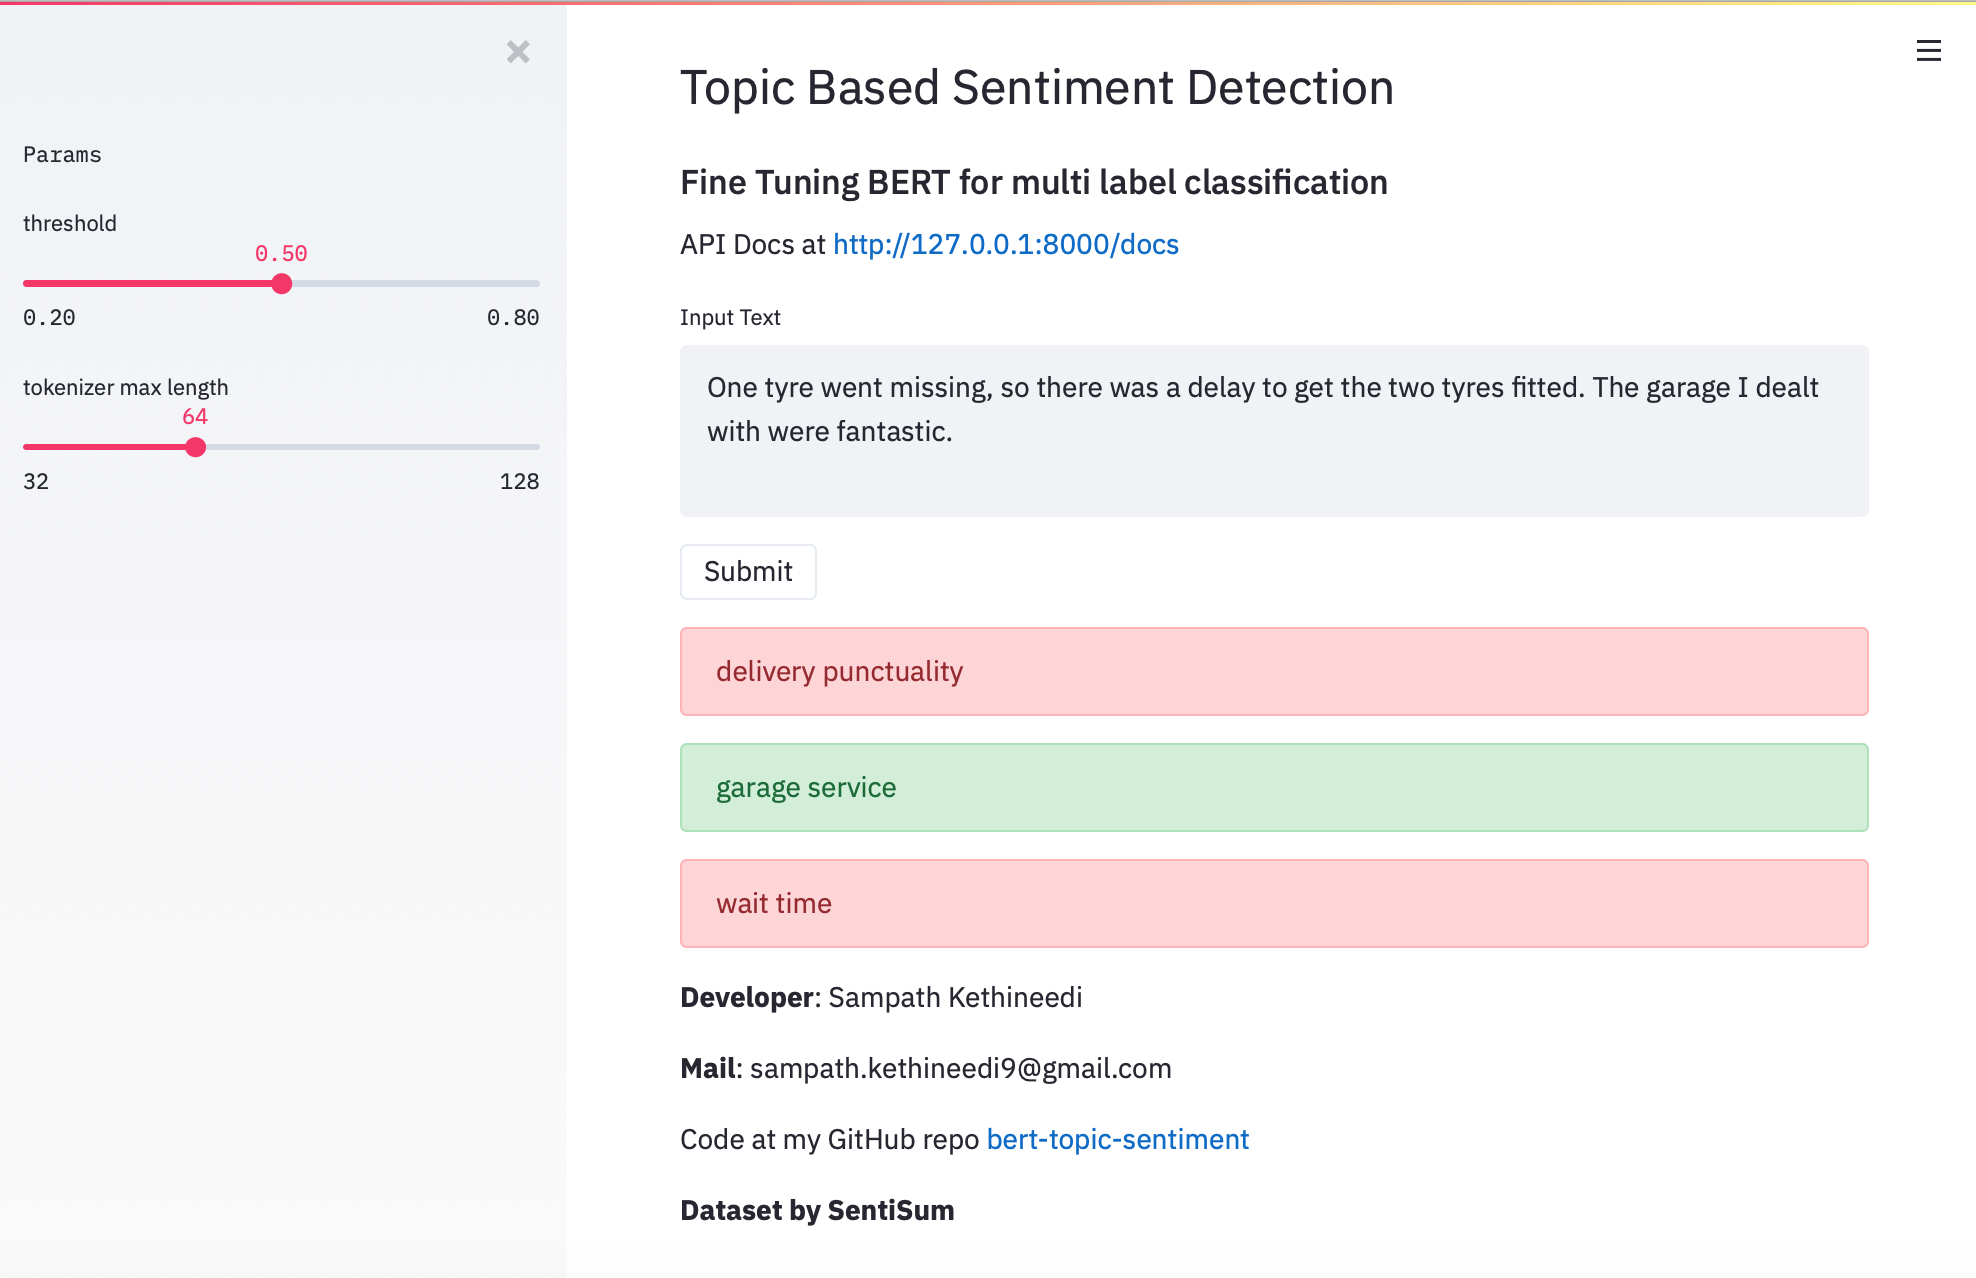 Params
threshold
0.50
0.20 0.80
tokenizer max length
64
32 128
Topic Based Sentiment Detection
Fine Tuning BERT for multi label classification
API Docs at http://127.0.0.1:8000/docs
Input Text
One tyre went missing, so there was a delay to get the two tyres fitted. The garage I dealt
with were fantastic.
Submit
delivery punctuality
garage service
wait time
Developer: Sampath Kethineedi
Mail: sampath.kethineedi9@gmail.com
Code at my GitHub repo bert-topic-sentiment
Dataset by SentiSum